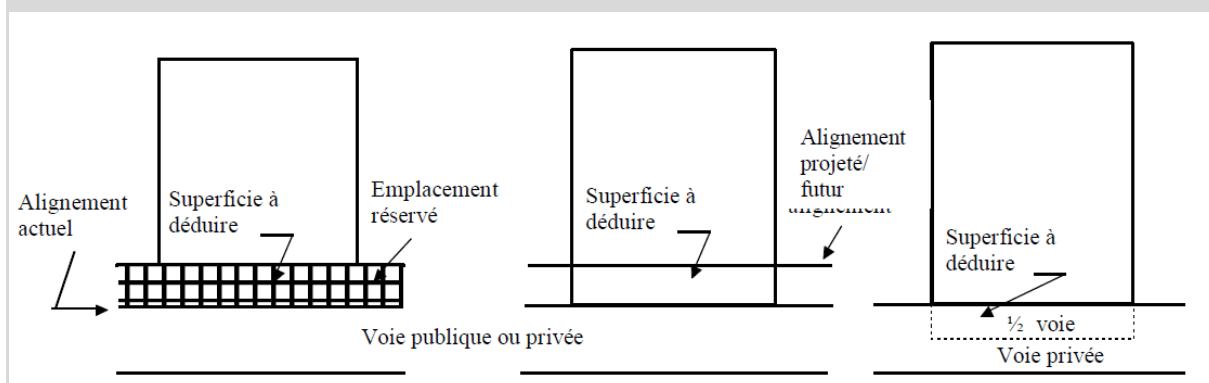 Alignement
actuel
Superficie à
déduire
Emplacement
réservé
Superficie à
déduire
Alignement
projeté/
futur
alignement
Superficie à
déduire
½ voie
Voie publique ou privée
Voie privée